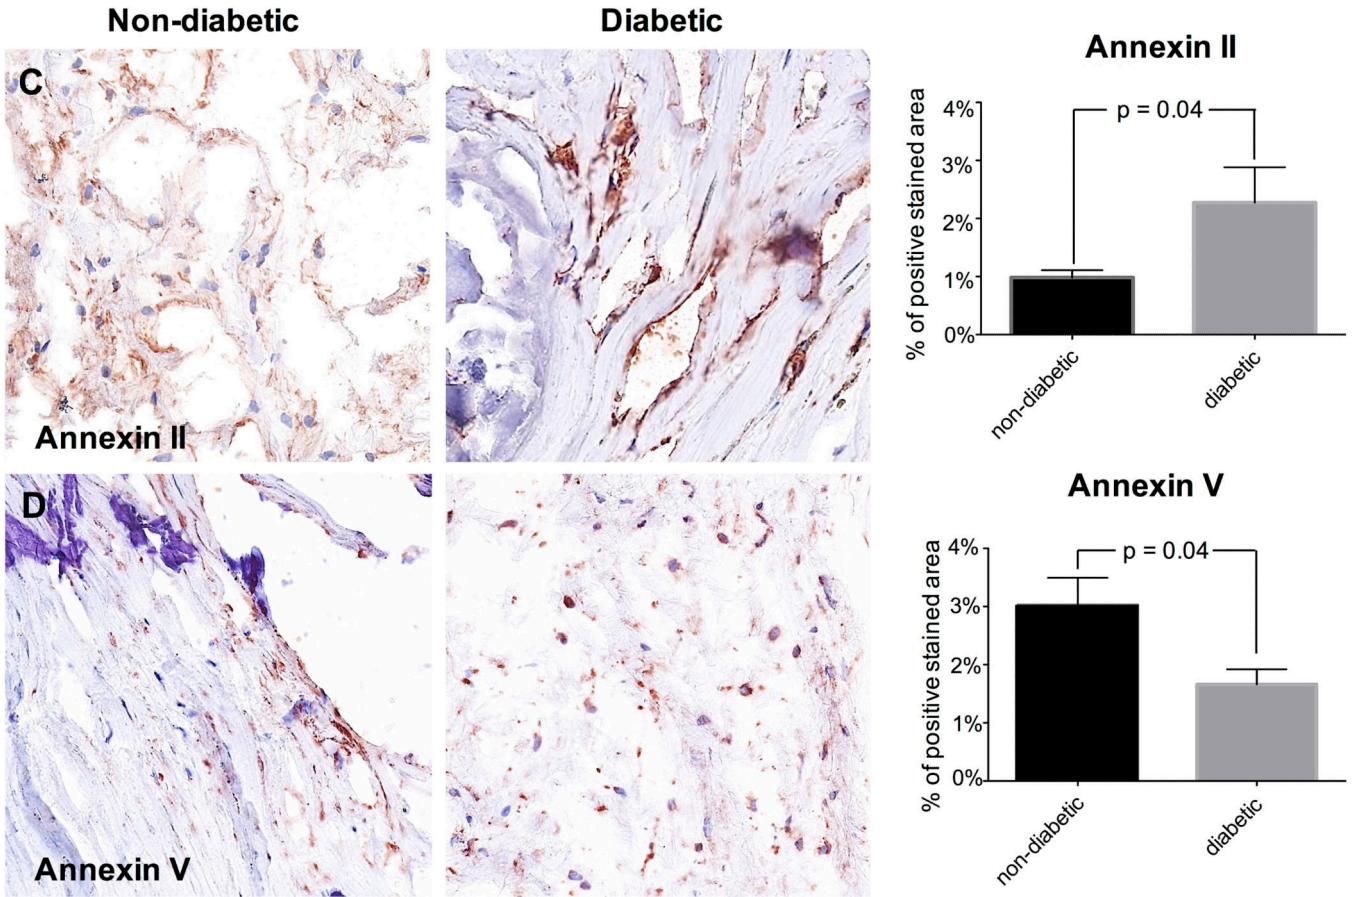 Non-diabetic
Diabetic
C
Annexin II
Annexin II
% of positive stained area
4%
3%
2%
1%
0%
p = 0.04
non-diabetic
diabetic
D
Annexin V
Annexin V
% of positive stained area
4%
3%
2%
1%
0%
p = 0.04
non-diabetic
diabetic